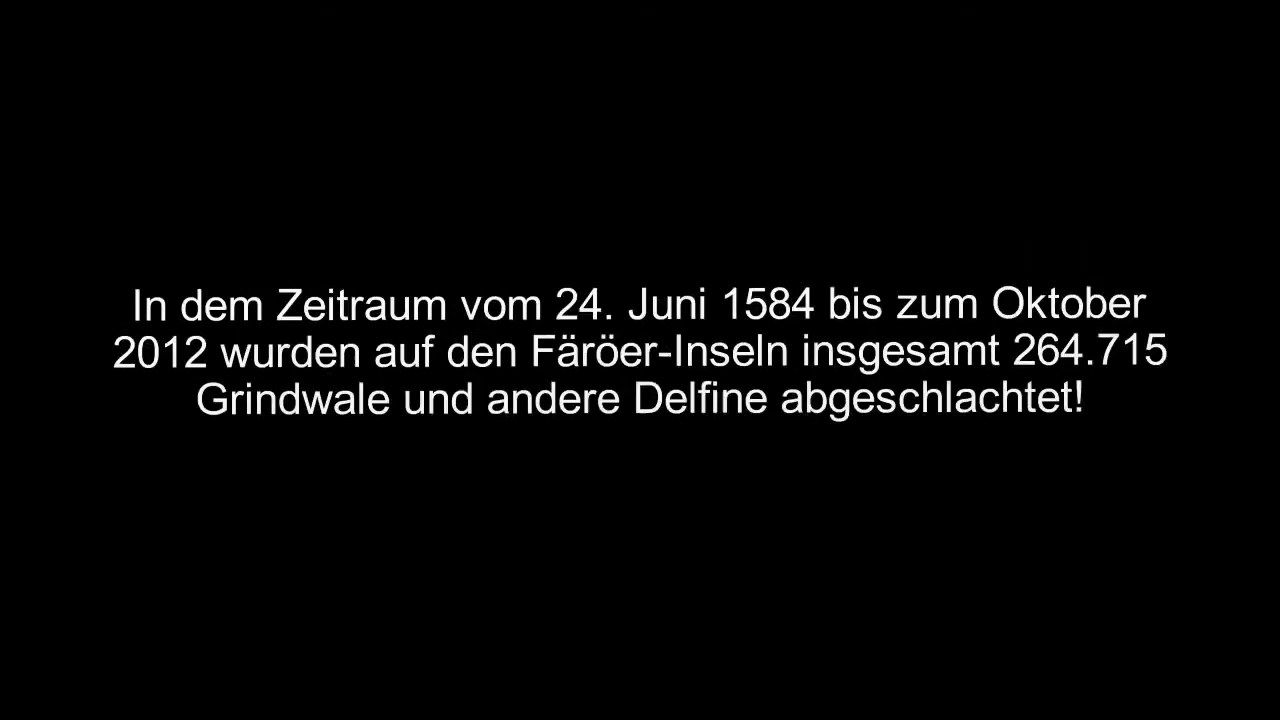 In dem Zeitraum vom 24. Juni 1584 bis zum Oktober
2012 wurden auf den Färöer-Inseln insgesamt 264.715
Grindwale und andere Delfine abgeschlachtet!